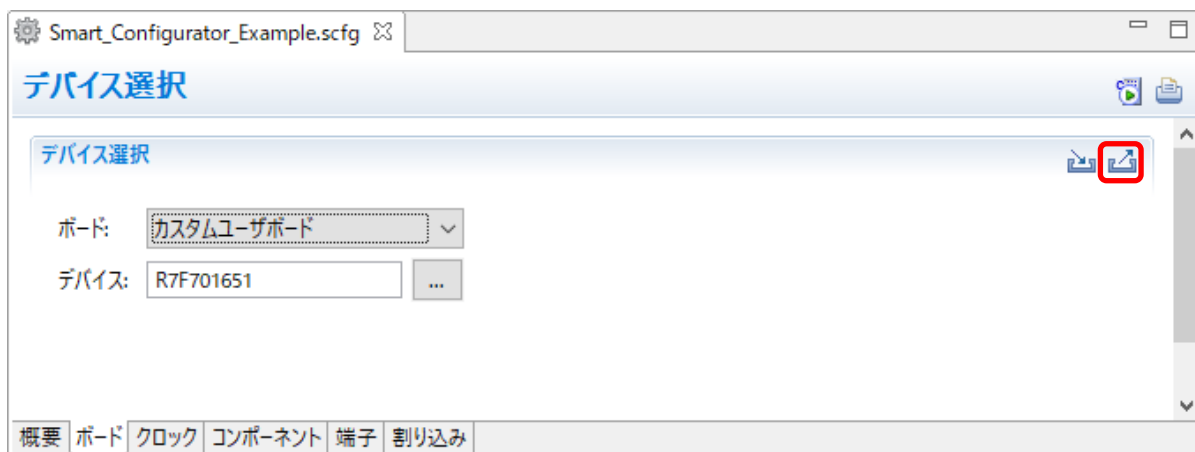 Smart_Configurator_Example.scfg
デバイス選択
デバイス選択
ボード: カスタムユーザボード
デバイス: R7F701651 ...
概要 ボード クロック コンポーネント 端子 割り込み